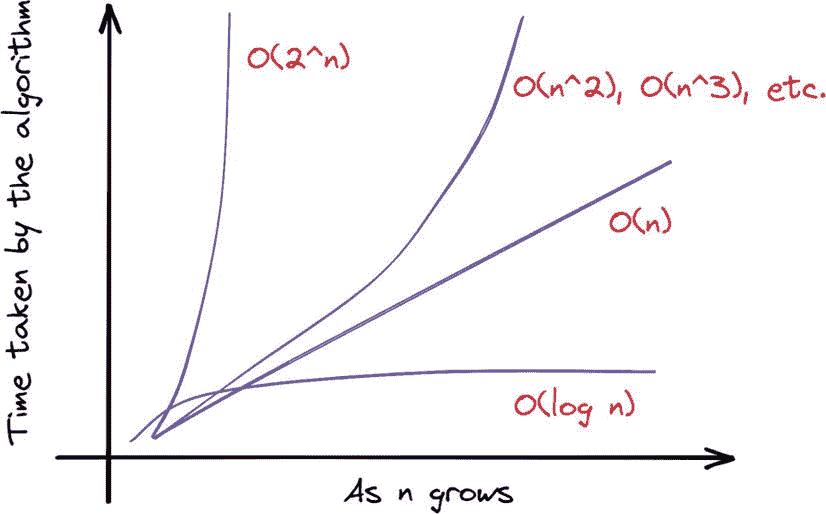 Time taken by the algorithm
O(2^n)
O(n^2), O(n^3), etc.
O(n)
O(log n)
As n grows